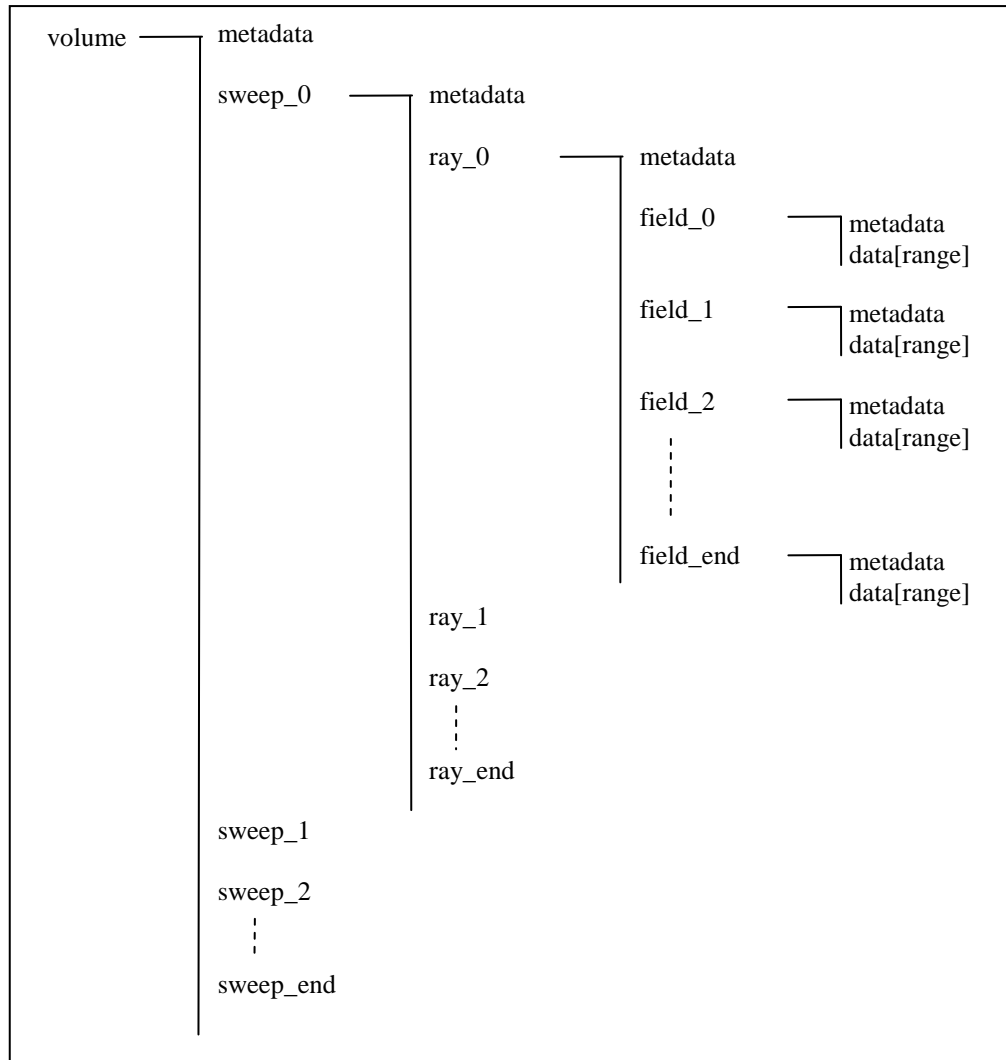 volume
metadata
sweep_0
metadata
ray_0
metadata
field_0
metadata
data[range]
field_1
metadata
data[range]
field_2
metadata
data[range]
field_end
metadata
data[range]
ray_1
ray_2
ray_end
sweep_1
sweep_2
sweep_end